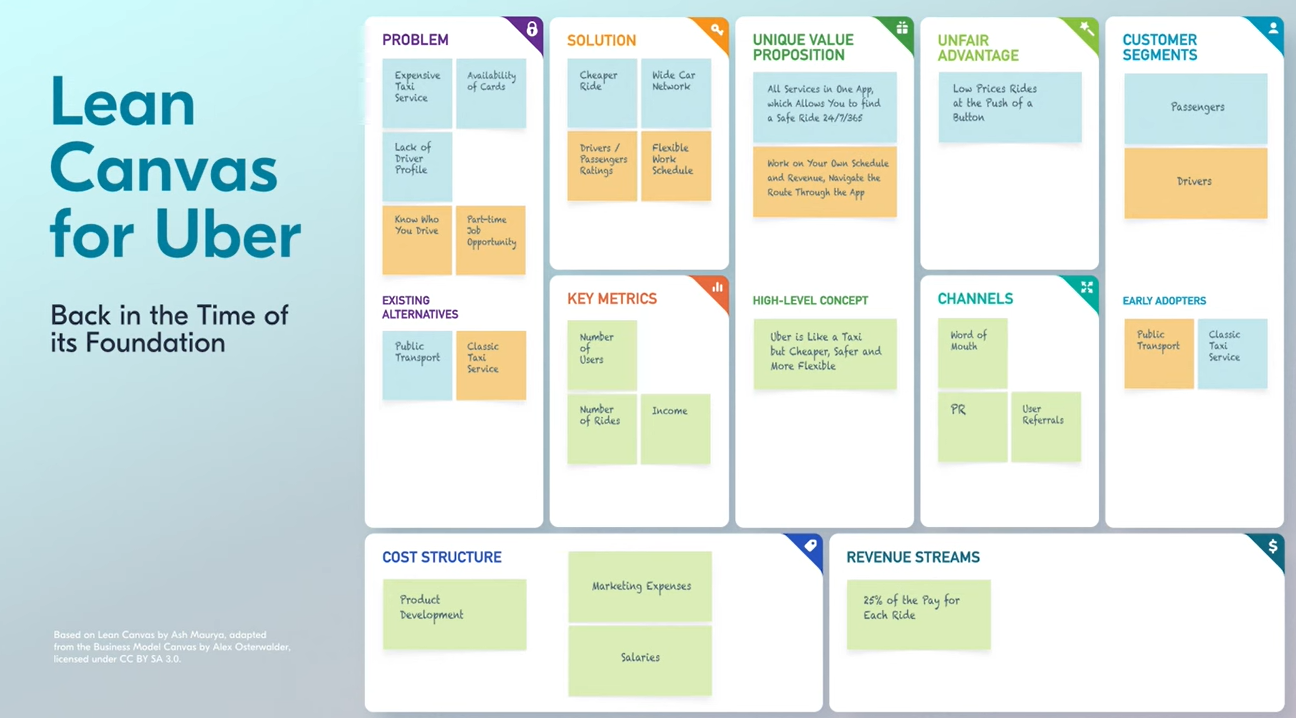 Lean
Canvas
for Uber
Back in the Time of
its Foundation
Based on Lean Canvas by Ash Maurya, adapted
from the Business Model Canvas by Alex Osterwalder,
licensed under CC BY SA 3.0.
PROBLEM
Expensive
Taxi
Service
Availability
of Cards
Lack of
Driver
Profile
Know Who
You Drive
Part-time
Job
Opportunity
EXISTING
ALTERNATIVES
Public
Transport
Classic
Taxi
Service
SOLUTION
Cheaper
Ride
Wide Car
Network
Drivers /
Passengers
Ratings
Flexible
Work
Schedule
KEY METRICS
Number
of
Users
Number
of Rides
Income
UNIQUE VALUE
PROPOSITION
All Services in One App,
which Allows You to find
a Safe Ride 24/7/365
Work on Your Own Schedule
and Revenue, Navigate the
Route Through the App
HIGH-LEVEL CONCEPT
Uber is Like a Taxi
but Cheaper, Safer and
More Flexible
UNFAIR
ADVANTAGE
Low Prices Rides
at the Push of a
Button
CHANNELS
Word of
Mouth
PR
User
Referrals
CUSTOMER
SEGMENTS
Passengers
Drivers
EARLY ADOPTERS
Public
Transport
Classic
Taxi
Service
COST STRUCTURE
Product
Development
Marketing Expenses
Salaries
REVENUE STREAMS
$
25% of the Pay for
Each Ride